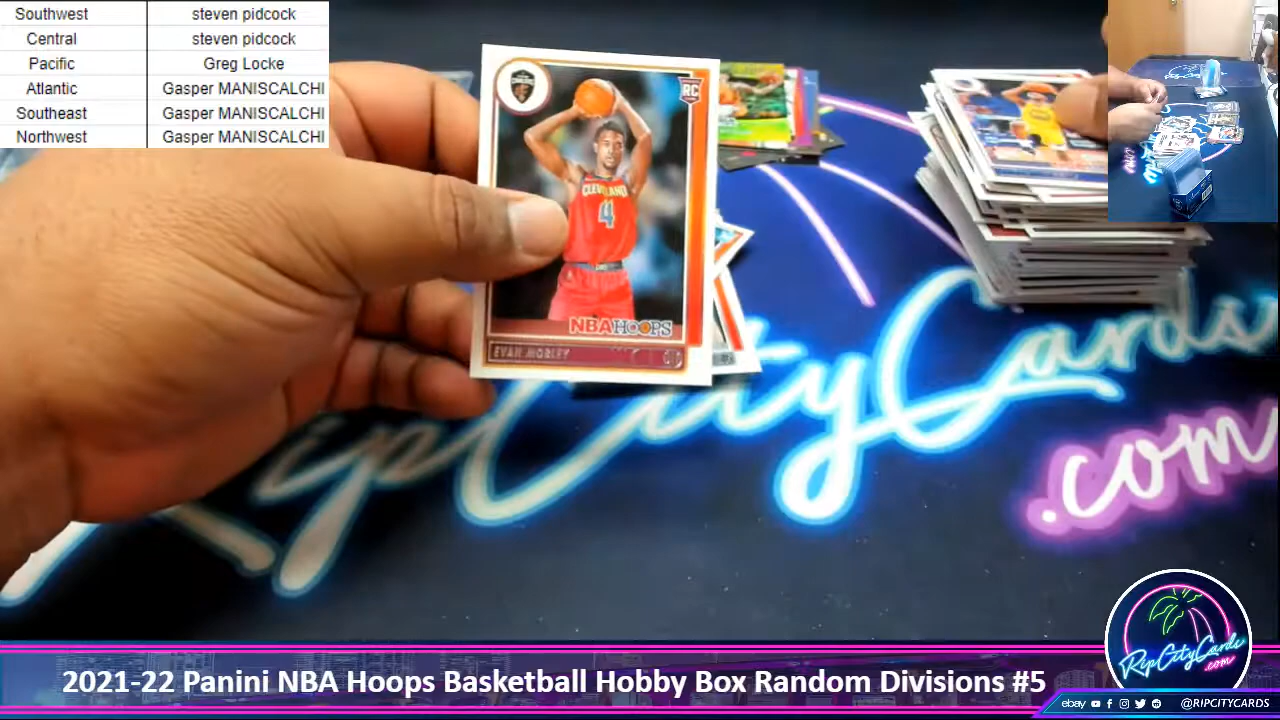 Southwest steven pidcock
Central steven pidcock
Pacific Greg Locke
Atlantic Gasper MANISCALCHI
Southeast Gasper MANISCALCHI
Northwest Gasper MANISCALCHI
RC
CLEVELAND
4
NBA HOOPS
EVAN MOBLEY
RipCityCards
.com
RipCityCards
.com
2021-22 Panini NBA Hoops Basketball Hobby Box Random Divisions #5
ebay @RIPCITYCARDS